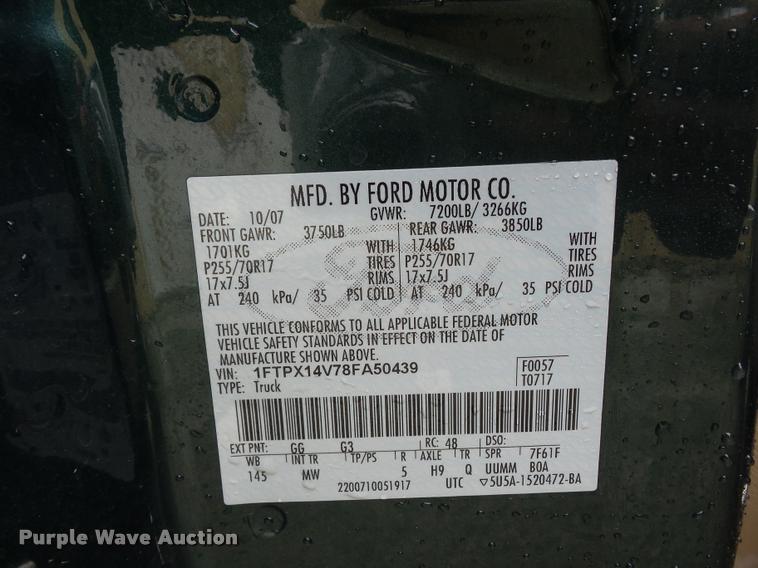 MFD. BY FORD MOTOR CO.
DATE: 10/07 GVWR: 7200LB/ 3266KG
FRONT GAWR: 3750LB REAR GAWR: 3850LB
1701KG WITH 1746KG WITH
P255/70R17 TIRES P255/70R17 TIRES
17x7.5J RIMS 17x7.5J RIMS
AT 240 kPa/ 35 PSI COLD AT 240 kPa/ 35 PSI COLD
Ford
THIS VEHICLE CONFORMS TO ALL APPLICABLE FEDERAL MOTOR
VEHICLE SAFETY STANDARDS IN EFFECT ON THE DATE OF
MANUFACTURE SHOWN ABOVE.
VIN: 1FTPX14V78FA50439 F0057
TYPE: Truck T0717
EXT PNT: GG G3 RC: 48 DSO:
WB INT TR TP/PS R AXLE TR SPR 7F61F
145 MW 5 H9 Q UUMM BOA
2200710051917 UTC ▽5U5A-1520472-BA
Purple Wave Auction